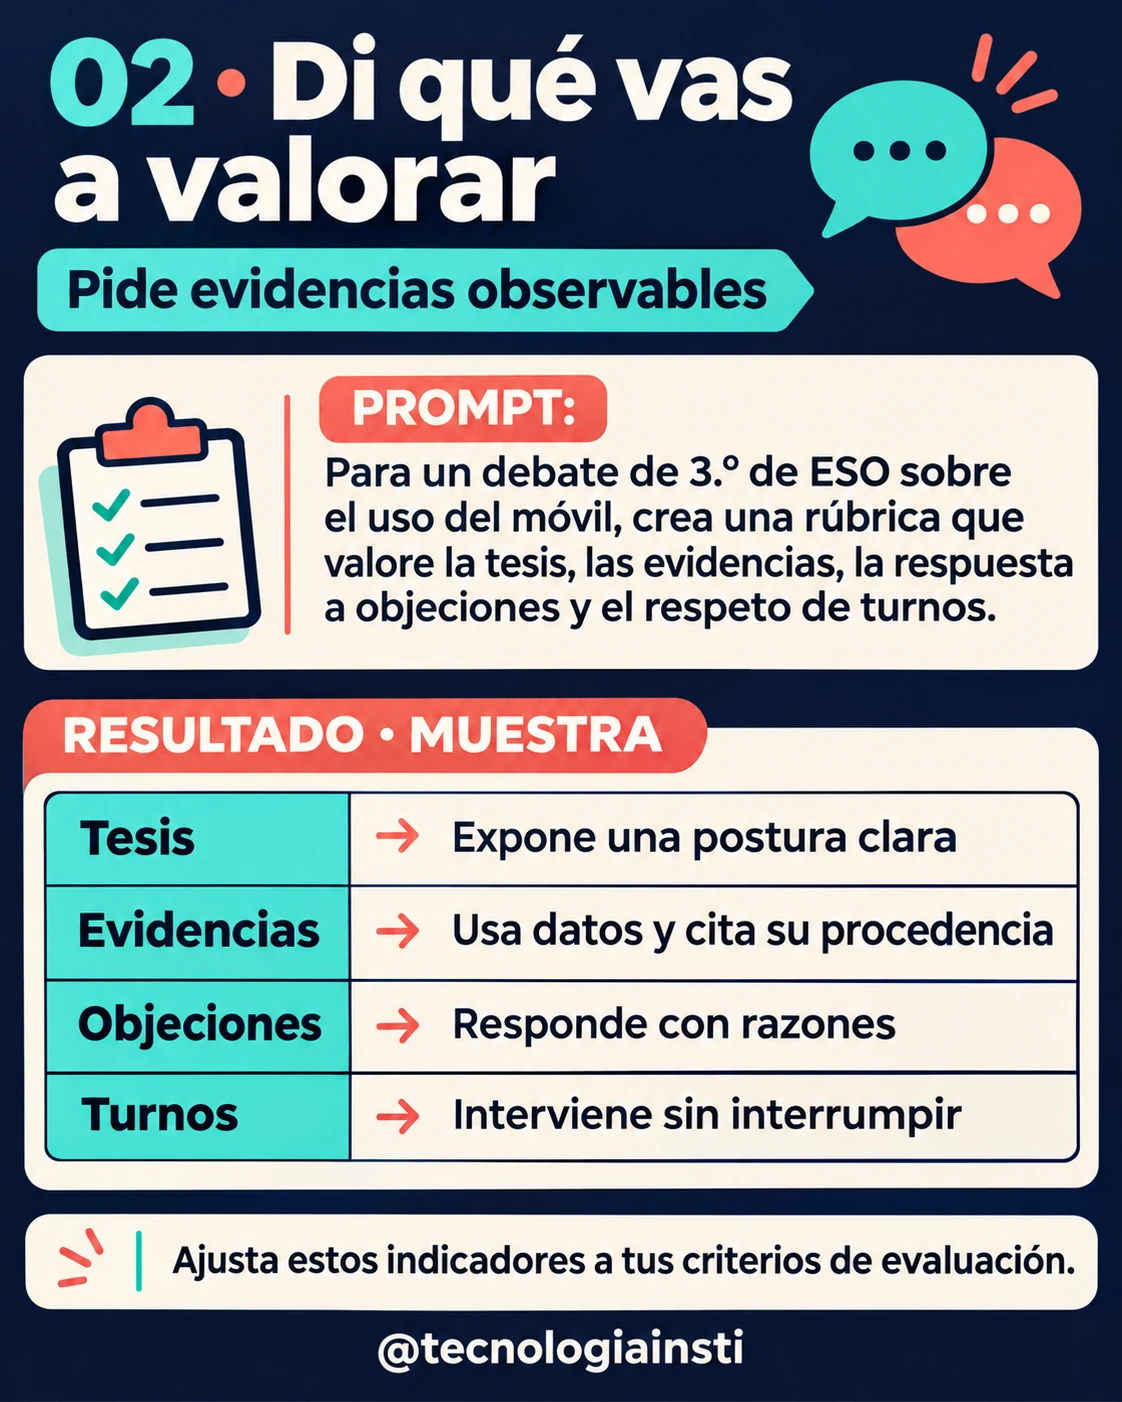 02 • Di qué vas
a valorar
Pide evidencias observables
PROMPT:
Para un debate de 3.º de ESO sobre
el uso del móvil, crea una rúbrica que
valore la tesis, las evidencias, la respuesta
a objeciones y el respeto de turnos.
RESULTADO • MUESTRA
Tesis → Expone una postura clara
Evidencias → Usa datos y cita su procedencia
Objeciones → Responde con razones
Turnos → Interviene sin interrumpir
Ajusta estos indicadores a tus criterios de evaluación.
@tecnologiainsti